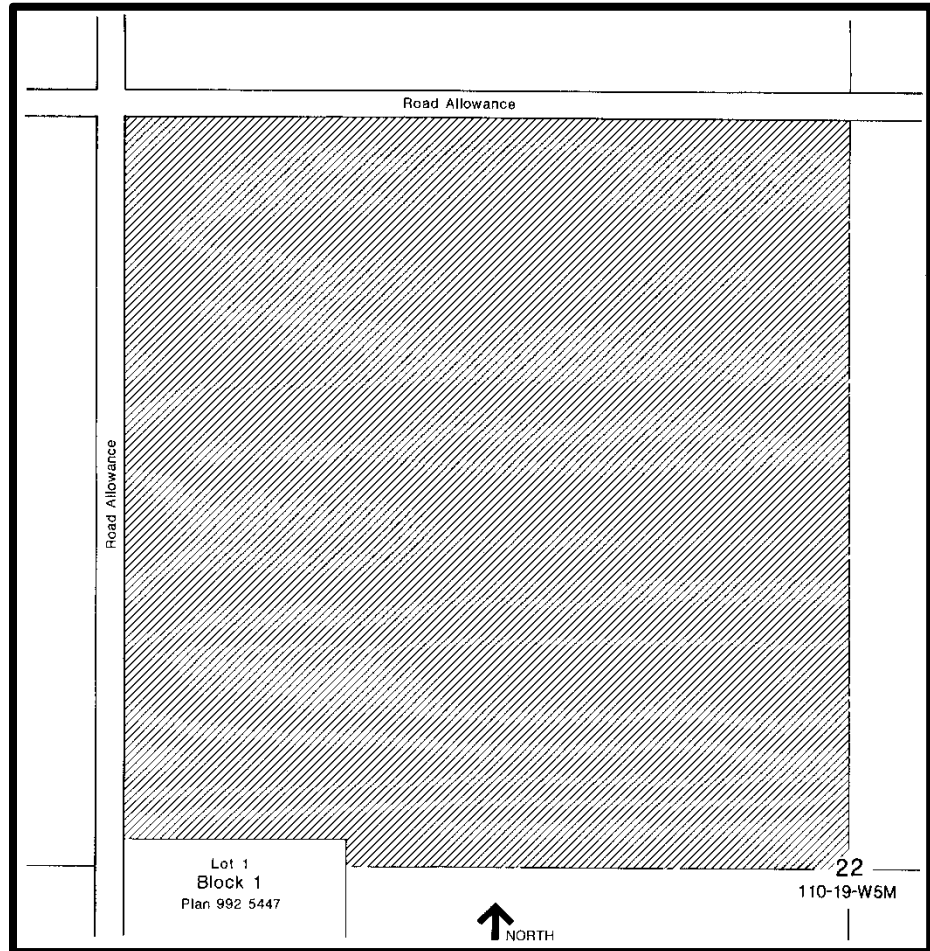 Road Allowance
Road Allowance
Lot 1
Block 1
Plan 992 5447
22
110-19-W5M
NORTH